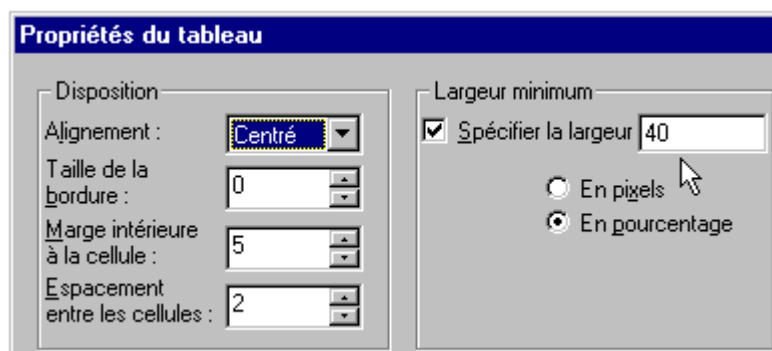 Propriétés du tableau
Disposition
Alignement : Centré
Taille de la
bordure : 0
Marge intérieure
à la cellule : 5
Espacement
entre les cellules : 2
Largeur minimum
Spécifier la largeur 40
En pixels
En pourcentage